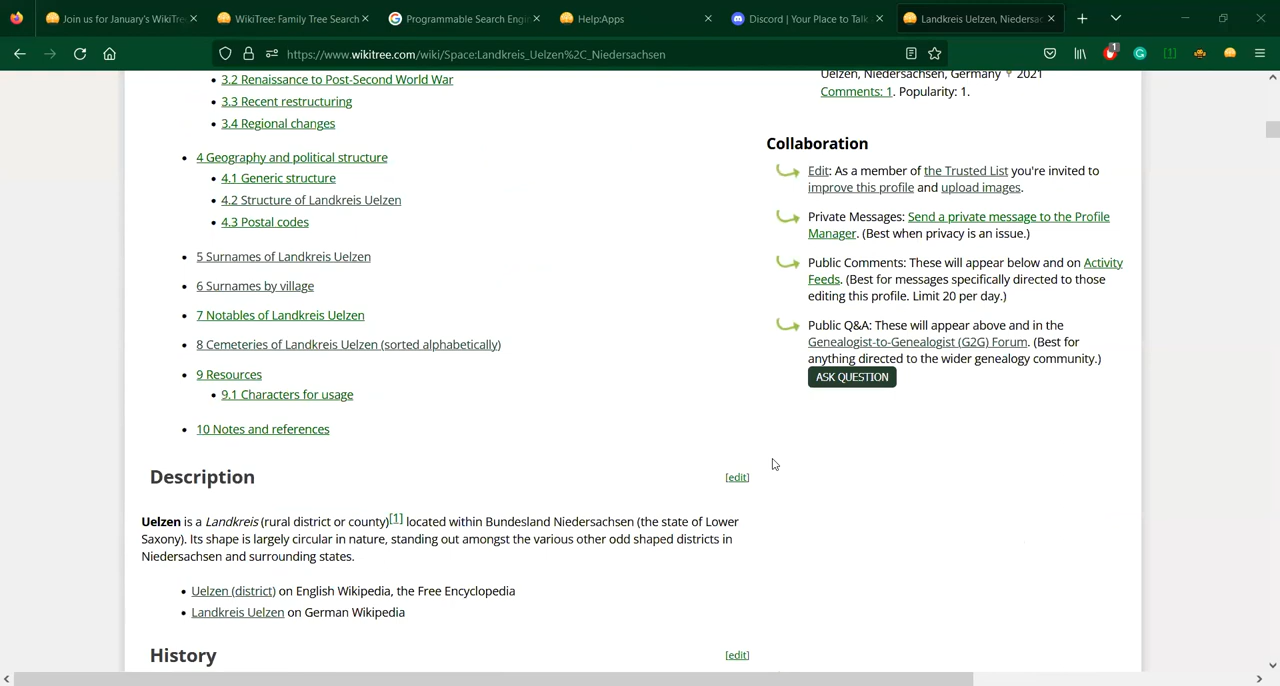 Join us for January's WikiTre
WikiTree: Family Tree Search
Programmable Search Engin
Help:Apps
Discord | Your Place to Talk
Landkreis Uelzen, Niedersac
https://www.wikitree.com/wiki/Space:Landkreis_Uelzen%2C_Niedersachsen
1
3.2 Renaissance to Post-Second World War
3.3 Recent restructuring
3.4 Regional changes
4 Geography and political structure
4.1 Generic structure
4.2 Structure of Landkreis Uelzen
4.3 Postal codes
5 Surnames of Landkreis Uelzen
6 Surnames by village
7 Notables of Landkreis Uelzen
8 Cemeteries of Landkreis Uelzen (sorted alphabetically)
9 Resources
9.1 Characters for usage
10 Notes and references
Description
[edit]
Uelzen is a Landkreis (rural district or county)[1] located within Bundesland Niedersachsen (the state of Lower
Saxony). Its shape is largely circular in nature, standing out amongst the various other odd shaped districts in
Niedersachsen and surrounding states.
Uelzen (district) on English Wikipedia, the Free Encyclopedia
Landkreis Uelzen on German Wikipedia
History
[edit]
Uelzen, Niedersachsen, Germany 2021
Comments: 1. Popularity: 1.
Collaboration
Edit: As a member of the Trusted List you're invited to
improve this profile and upload images.
Private Messages: Send a private message to the Profile
Manager. (Best when privacy is an issue.)
Public Comments: These will appear below and on Activity
Feeds. (Best for messages specifically directed to those
editing this profile. Limit 20 per day.)
Public Q&A: These will appear above and in the
Genealogist-to-Genealogist (G2G) Forum. (Best for
anything directed to the wider genealogy community.)
ASK QUESTION